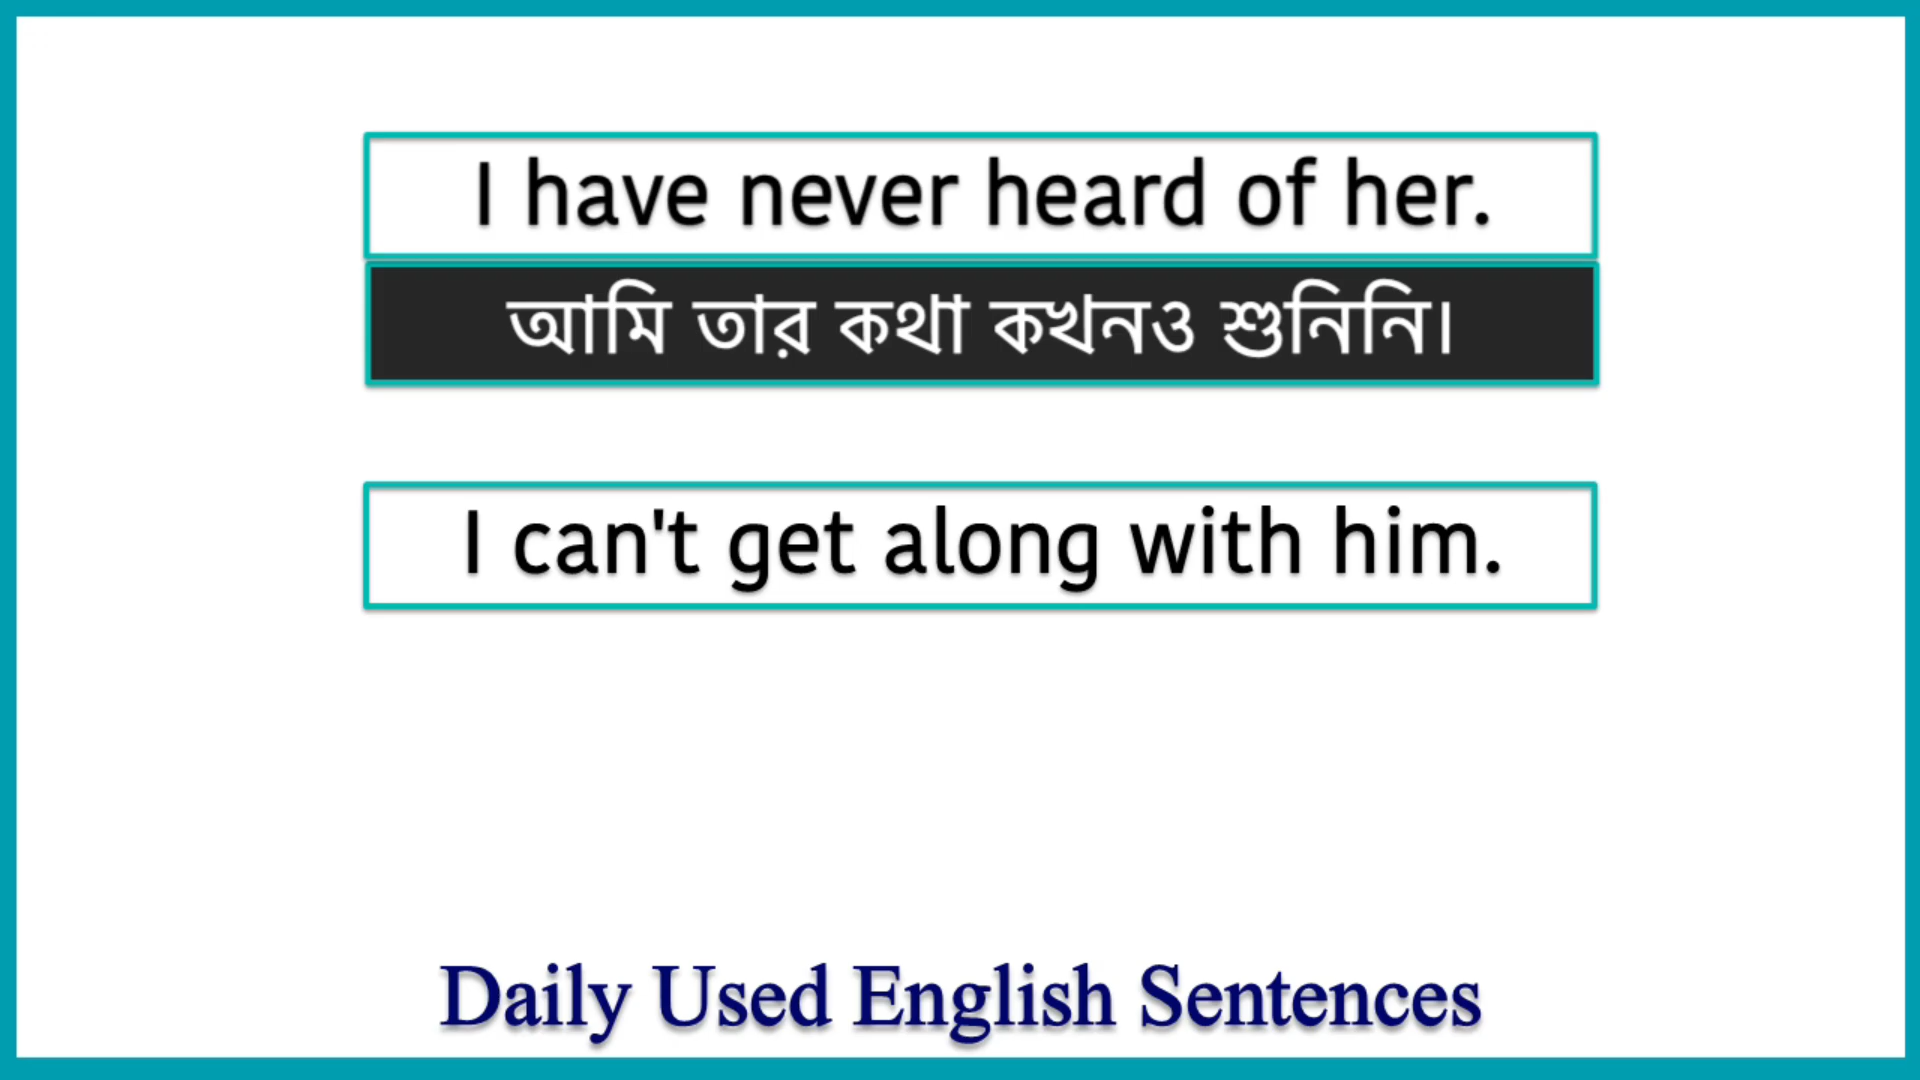 I have never heard of her.
আমি তার কথা কখনও শুনিনি।
I can't get along with him.
Daily Used English Sentences